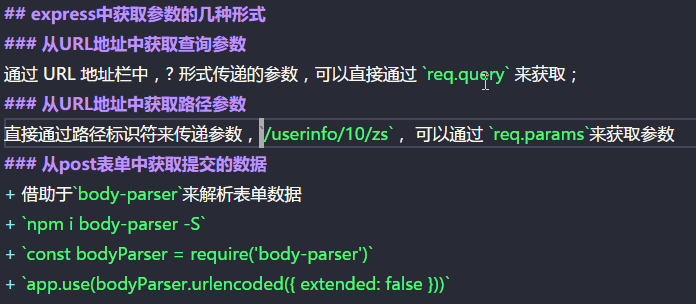 ## express中获取参数的几种形式
### 从URL地址中获取查询参数
通过 URL 地址栏中，? 形式传递的参数，可以直接通过 `req.query` 来获取；
### 从URL地址中获取路径参数
直接通过路径标识符来传递参数，`/userinfo/10/zs`， 可以通过 `req.params`来获取参数
### 从post表单中获取提交的数据
+ 借助于`body-parser`来解析表单数据
+ `npm i body-parser -S`
+ `const bodyParser = require('body-parser')`
+ `app.use(bodyParser.urlencoded({ extended: false }))`